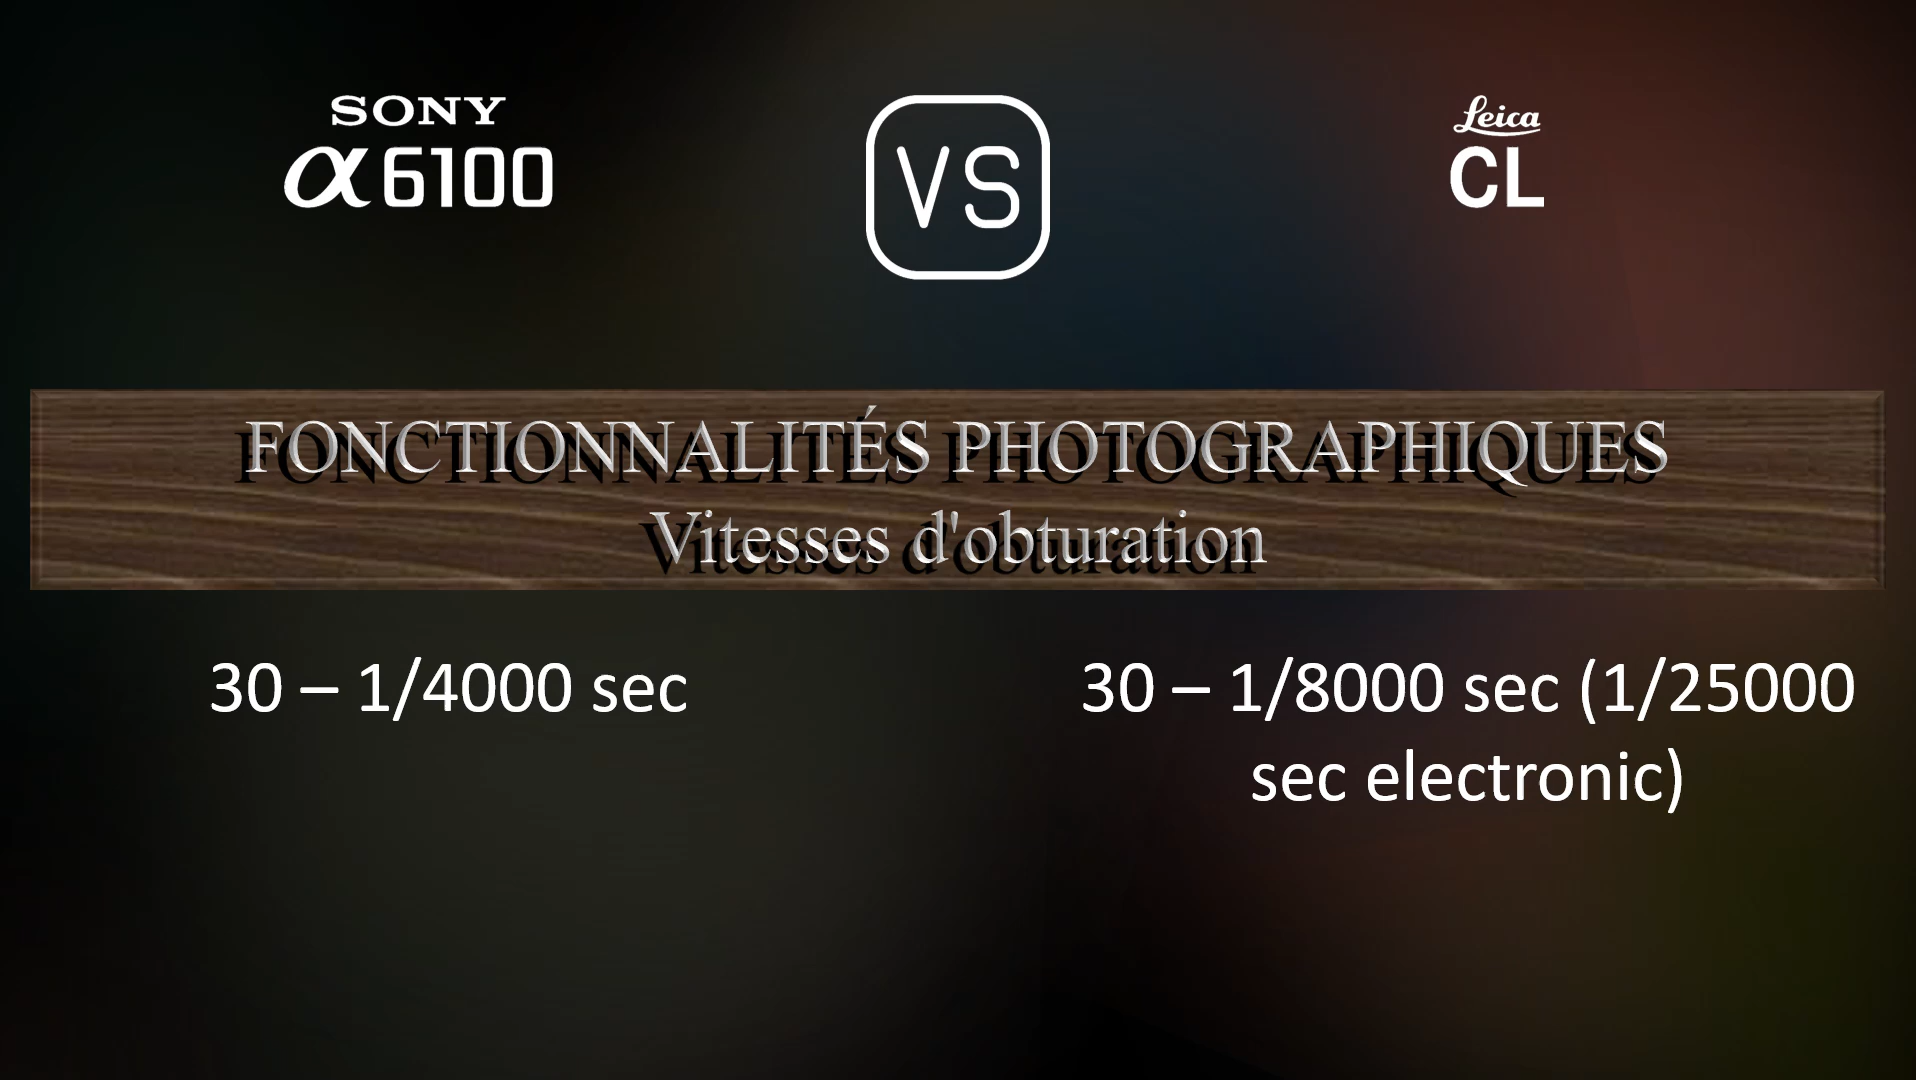 SONY
α6100
VS
Leica
CL
FONCTIONNALITÉS PHOTOGRAPHIQUES
Vitesses d'obturation
30 – 1/4000 sec
30 – 1/8000 sec (1/25000
sec electronic)